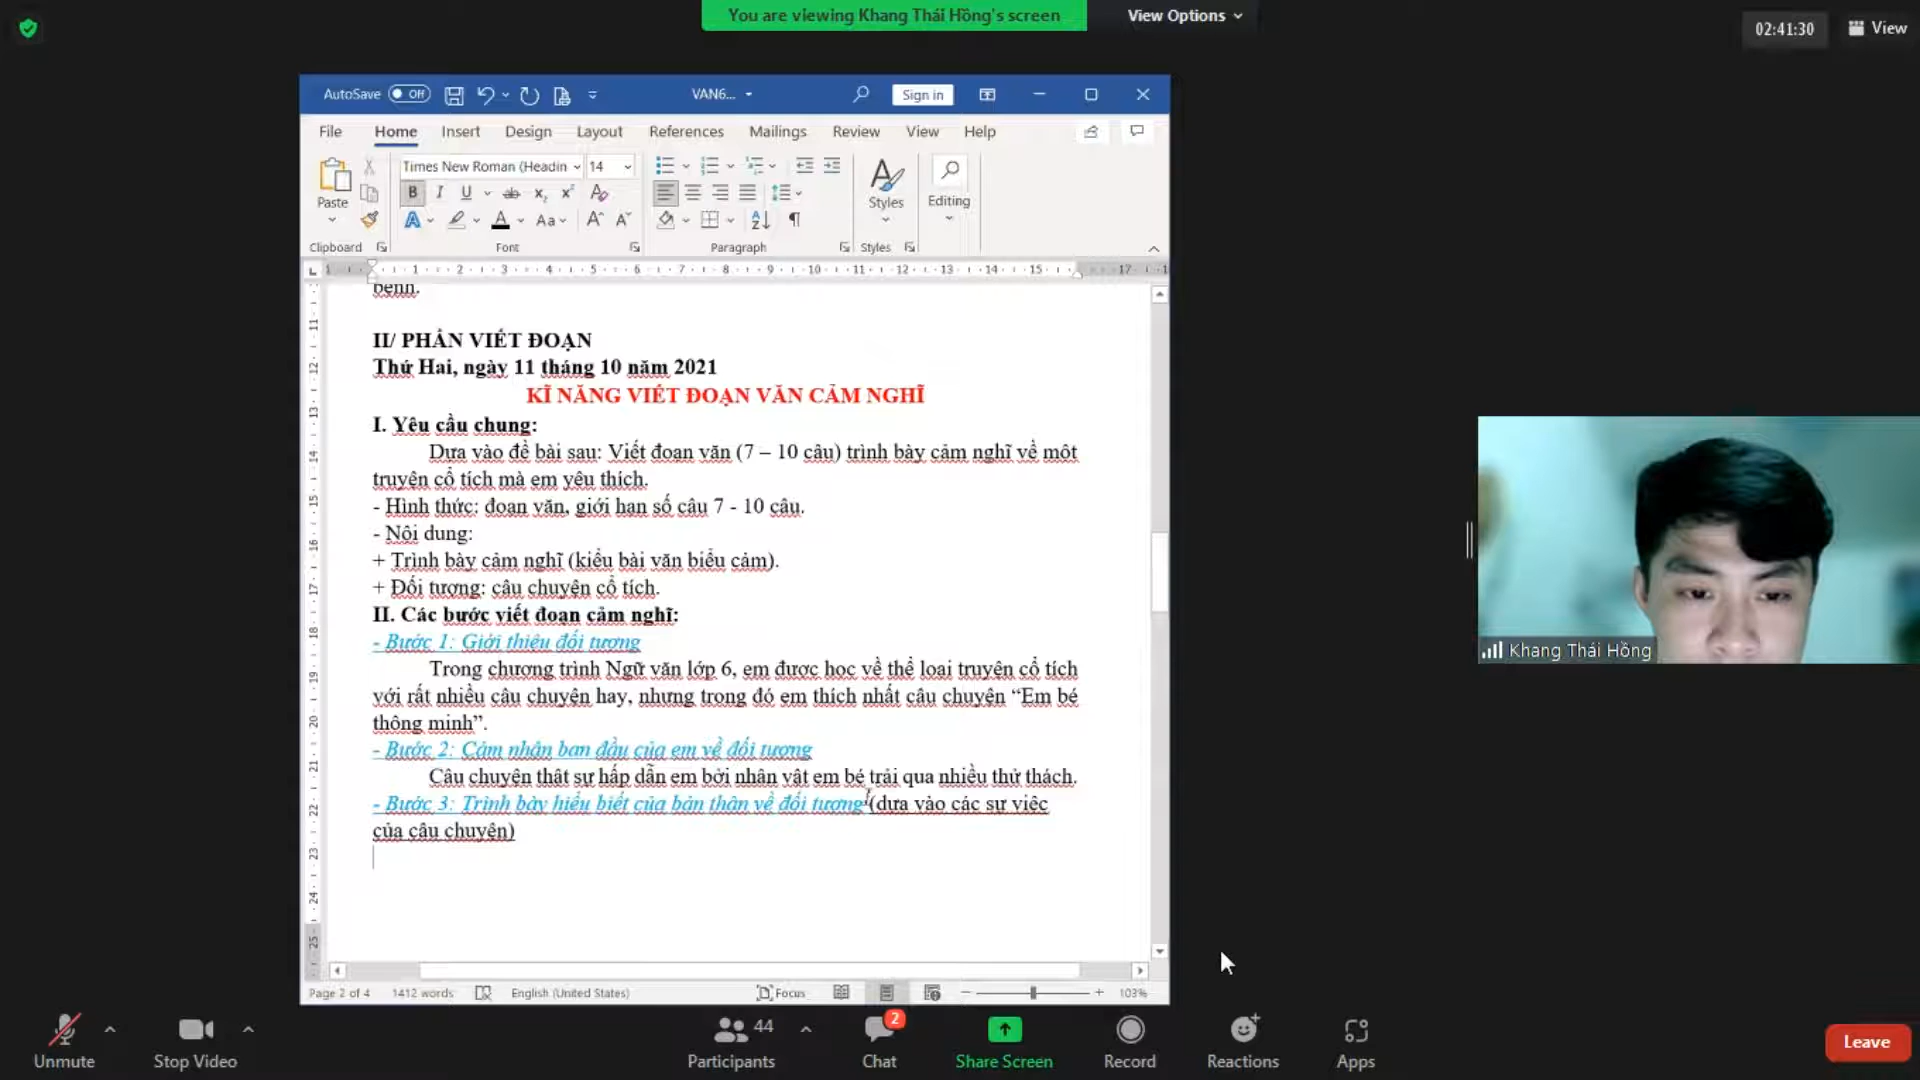 You are viewing Khang Thái Hồng's screen
View Options
02:41:30
View
AutoSave Off
VAN6...
Sign in
File Home Insert Design Layout References Mailings Review View Help
Times New Roman (Headin 14
Paste
Styles
Editing
Clipboard Font Paragraph Styles
bệnh.
II/ PHẦN VIẾT ĐOẠN
Thứ Hai, ngày 11 tháng 10 năm 2021
KĨ NĂNG VIẾT ĐOẠN VĂN CẢM NGHĨ
I. Yêu cầu chung:
Dựa vào đề bài sau: Viết đoạn văn (7 – 10 câu) trình bày cảm nghĩ về một
truyện cổ tích mà em yêu thích.
- Hình thức: đoạn văn, giới hạn số câu 7 - 10 câu.
- Nội dung:
+ Trình bày cảm nghĩ (kiểu bài văn biểu cảm).
+ Đối tượng: câu chuyện cổ tích.
II. Các bước viết đoạn cảm nghĩ:
- Bước 1: Giới thiệu đối tượng
Trong chương trình Ngữ văn lớp 6, em được học về thể loại truyện cổ tích
với rất nhiều câu chuyện hay, nhưng trong đó em thích nhất câu chuyện “Em bé
thông minh”.
- Bước 2: Cảm nhận ban đầu của em về đối tượng
Câu chuyện thật sự hấp dẫn em bởi nhân vật em bé trải qua nhiều thử thách.
- Bước 3: Trình bày hiểu biết của bản thân về đối tượng (dựa vào các sự việc
của câu chuyện)
Page 2 of 4 1412 words English (United States) Focus 103%
Khang Thái Hồng
Unmute
Stop Video
44
Participants
2
Chat
Share Screen
Record
Reactions
Apps
Leave